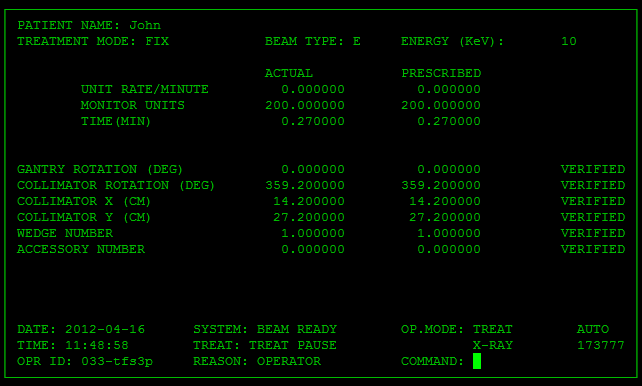 PATIENT NAME: John
TREATMENT MODE: FIX BEAM TYPE: E ENERGY (KeV): 10
ACTUAL PRESCRIBED
UNIT RATE/MINUTE 0.000000 0.000000
MONITOR UNITS 200.000000 200.000000
TIME(MIN) 0.270000 0.270000
GANTRY ROTATION (DEG) 0.000000 0.000000 VERIFIED
COLLIMATOR ROTATION (DEG) 359.200000 359.200000 VERIFIED
COLLIMATOR X (CM) 14.200000 14.200000 VERIFIED
COLLIMATOR Y (CM) 27.200000 27.200000 VERIFIED
WEDGE NUMBER 1.000000 1.000000 VERIFIED
ACCESSORY NUMBER 0.000000 0.000000 VERIFIED
DATE: 2012-04-16 SYSTEM: BEAM READY OP.MODE: TREAT AUTO
TIME: 11:48:58 TREAT: TREAT PAUSE X-RAY 173777
OPR ID: 033-tfs3p REASON: OPERATOR COMMAND: